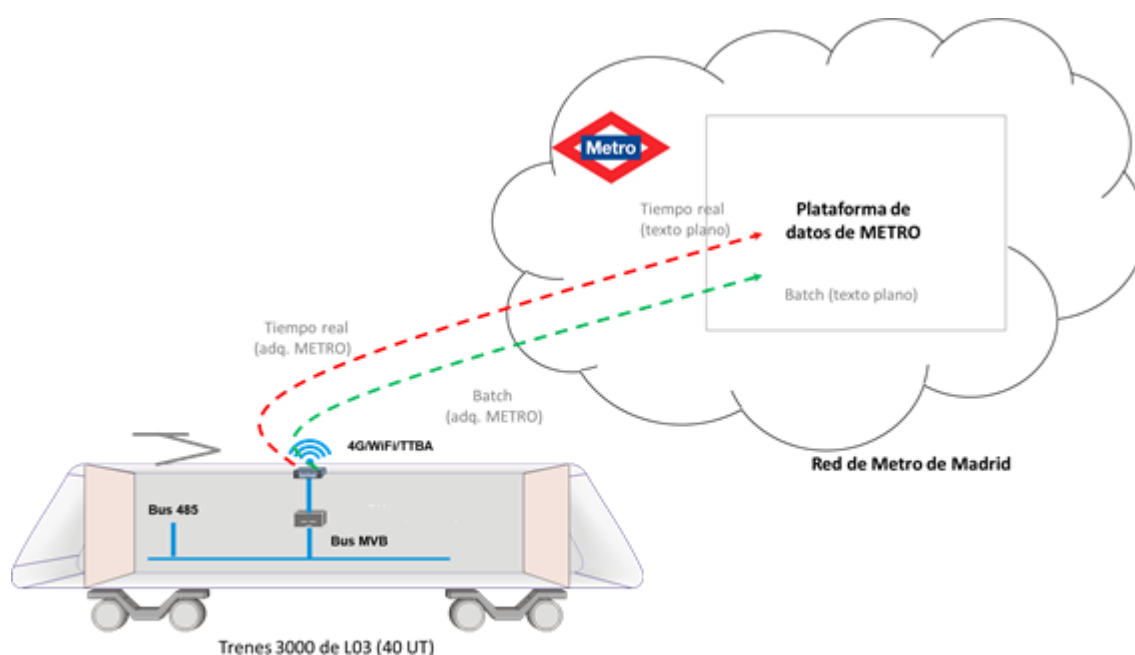 Metro
Tiempo real
(texto plano)
Plataforma de
datos de METRO
Batch (texto plano)
Tiempo real
(adq. METRO)
Batch
(adq. METRO)
4G/WiFi/TTBA
Red de Metro de Madrid
Bus 485
Bus MVB
Trenes 3000 de L03 (40 UT)